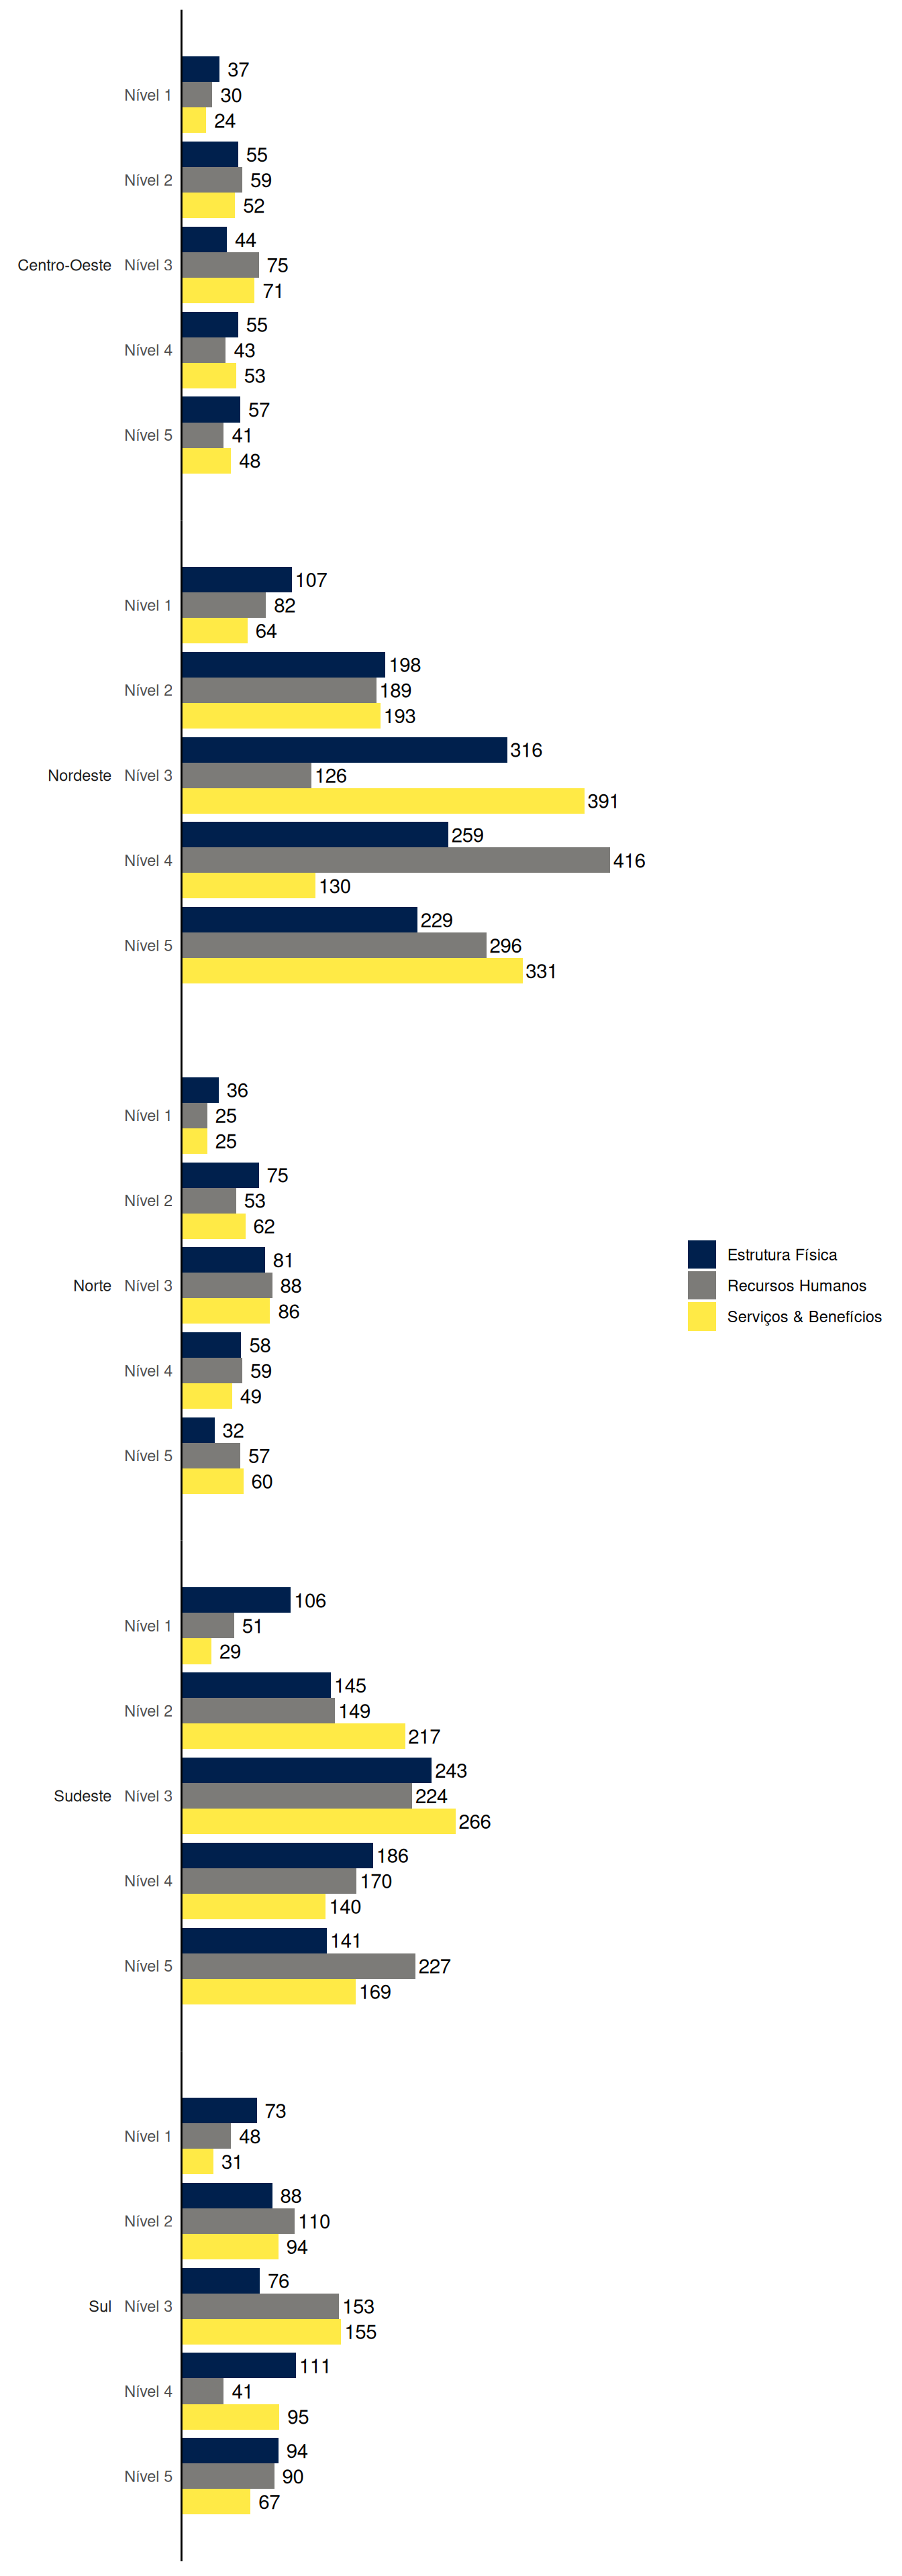 37
Nível 1 30
24
55
Nível 2 59
52
44
Centro-Oeste Nível 3 75
71
55
Nível 4 43
53
57
Nível 5 41
48
107
Nível 1 82
64
198
Nível 2 189
193
316
Nordeste Nível 3 126
391
259
Nível 4 416
130
229
Nível 5 296
331
36
Nível 1 25
25
75
Nível 2 53
62
81
Norte Nível 3 88
86
58
Nível 4 59
49
32
Nível 5 57
60
Estrutura Física
Recursos Humanos
Serviços & Benefícios
106
Nível 1 51
29
145
Nível 2 149
217
243
Sudeste Nível 3 224
266
186
Nível 4 170
140
141
Nível 5 227
169
73
Nível 1 48
31
88
Nível 2 110
94
76
Sul Nível 3 153
155
111
Nível 4 41
95
94
Nível 5 90
67